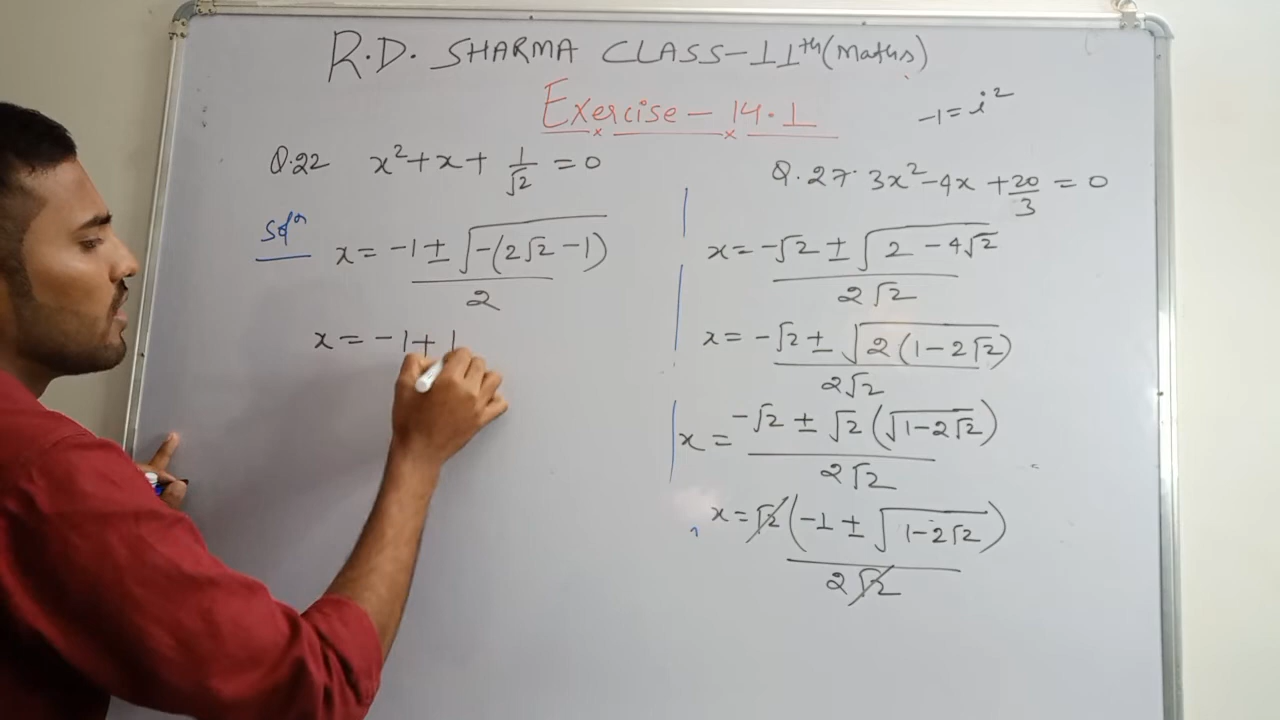 R.D. SHARMA CLASS-11th (Maths)
Exercise - 14.1
-1 = i²
Q.22 x² + x + 1/√2 = 0
Solⁿ
x = -1 ± √-(2√2 - 1) / 2
x = -1 + 1
Q. 27. 3x² - 4x + 20/3 = 0
x = -√2 ± √2 - 4√2 / 2√2
x = -√2 ± √2(1 - 2√2) / 2√2
x = -√2 ± √2(√1 - 2√2) / 2√2
x = √2(-1 ± √1 - 2√2) / 2√2